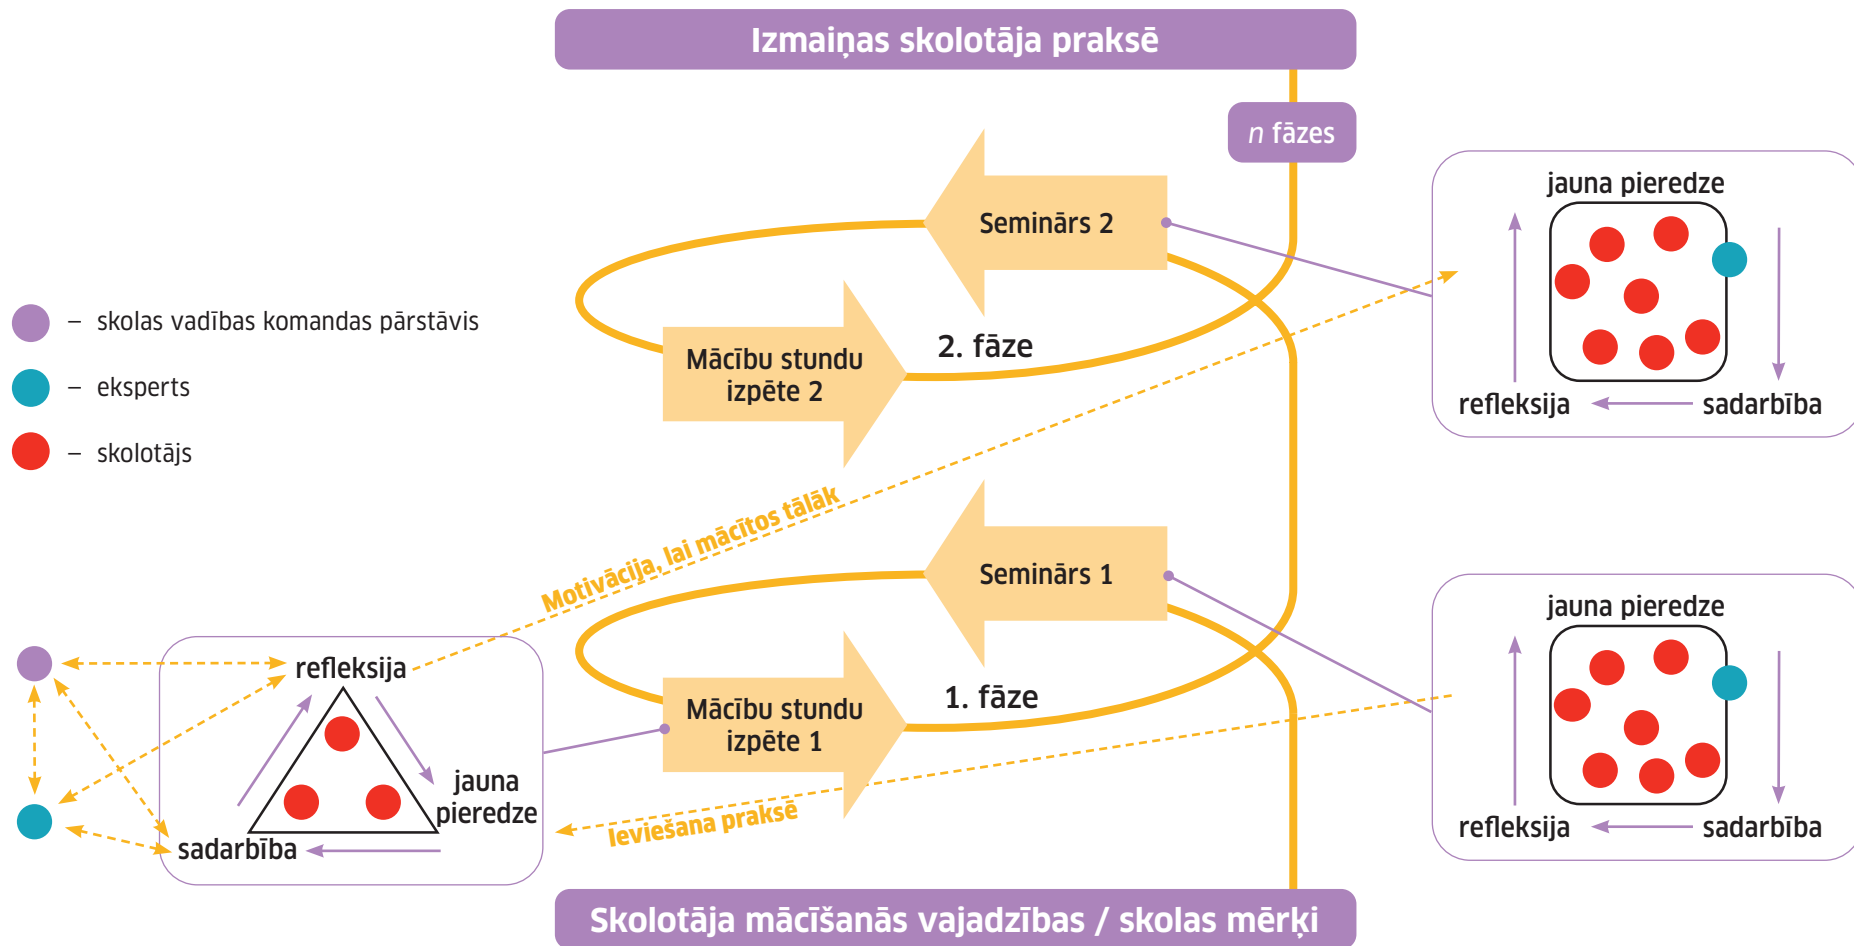 Izmaiņas skolotāja praksē
n fāzes
Seminārs 2
Mācību stundu
izpēte 2
2. fāze
jauna pieredze
refleksija
sadarbība
– skolas vadības komandas pārstāvis
– eksperts
– skolotājs
Motivācija, lai mācītos tālāk
Seminārs 1
Mācību stundu
izpēte 1
1. fāze
jauna pieredze
refleksija
sadarbība
refleksija
jauna
pieredze
sadarbība
Ieviešana praksē
Skolotāja mācīšanās vajadzības / skolas mērķi